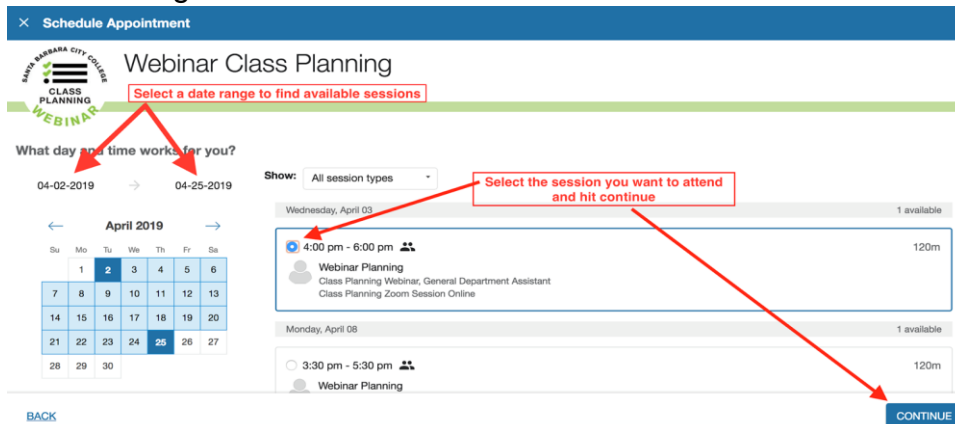 × Schedule Appointment
SANTA BARBARA CITY COLLEGE
CLASS
PLANNING
WEBINAR
Webinar Class Planning
Select a date range to find available sessions
What day and time works for you?
04-02-2019 → 04-25-2019
← April 2019 →
Su Mo Tu We Th Fr Sa
1 2 3 4 5 6
7 8 9 10 11 12 13
14 15 16 17 18 19 20
21 22 23 24 25 26 27
28 29 30
Show: All session types
Select the session you want to attend
and hit continue
Wednesday, April 03 1 available
4:00 pm - 6:00 pm 120m
Webinar Planning
Class Planning Webinar, General Department Assistant
Class Planning Zoom Session Online
Monday, April 08 1 available
3:30 pm - 5:30 pm 120m
Webinar Planning
BACK
CONTINUE